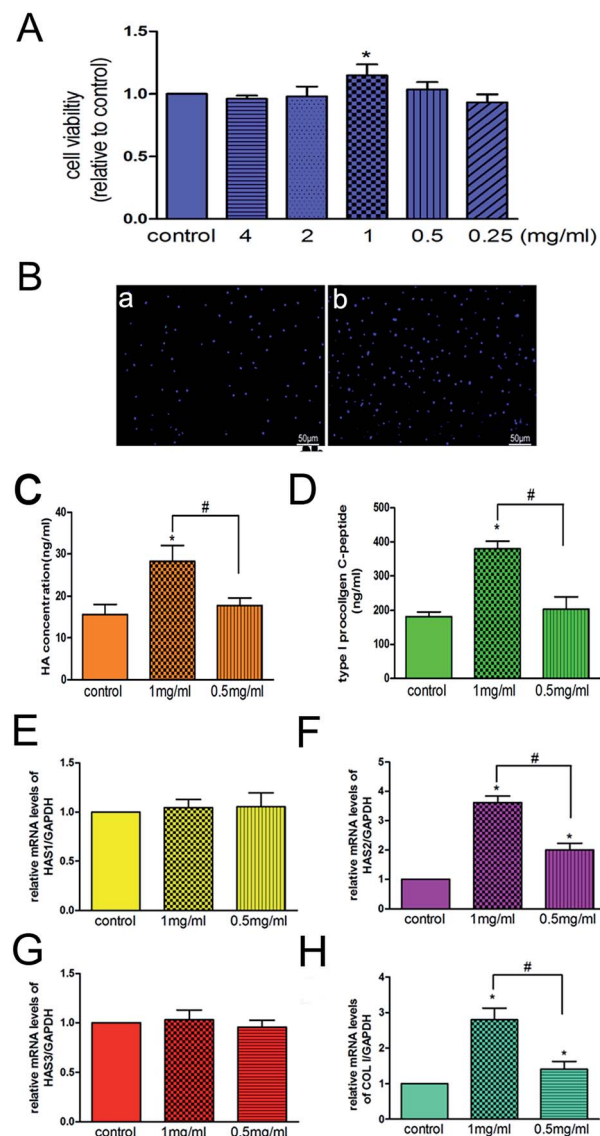 A
cell viabiltiy
(relative to control)
1.5
1.0
0.5
0.0
*
control 4 2 1 0.5 0.25 (mg/ml)
B
a
b
50μm
50μm
C
HA concentration(ng/ml)
40
30
20
10
0
*
#
control 1mg/ml 0.5mg/ml
D
type I procollgen C-peptide
(ng/ml)
500
400
300
200
100
0
*
#
control 1mg/ml 0.5mg/ml
E
relative mRNA levels of
HAS1/GAPDH
1.5
1.0
0.5
0.0
control 1mg/ml 0.5mg/ml
F
relative mRNA levels of
HAS2/GAPDH
5
4
3
2
1
0
*
#
*
control 1mg/ml 0.5mg/ml
G
relative mRNA levels of
HAS3/GAPDH
1.5
1.0
0.5
0.0
control 1mg/ml 0.5mg/ml
H
relative mRNA levels
of COL I/GAPDH
4
3
2
1
0
*
#
*
control 1mg/ml 0.5mg/ml